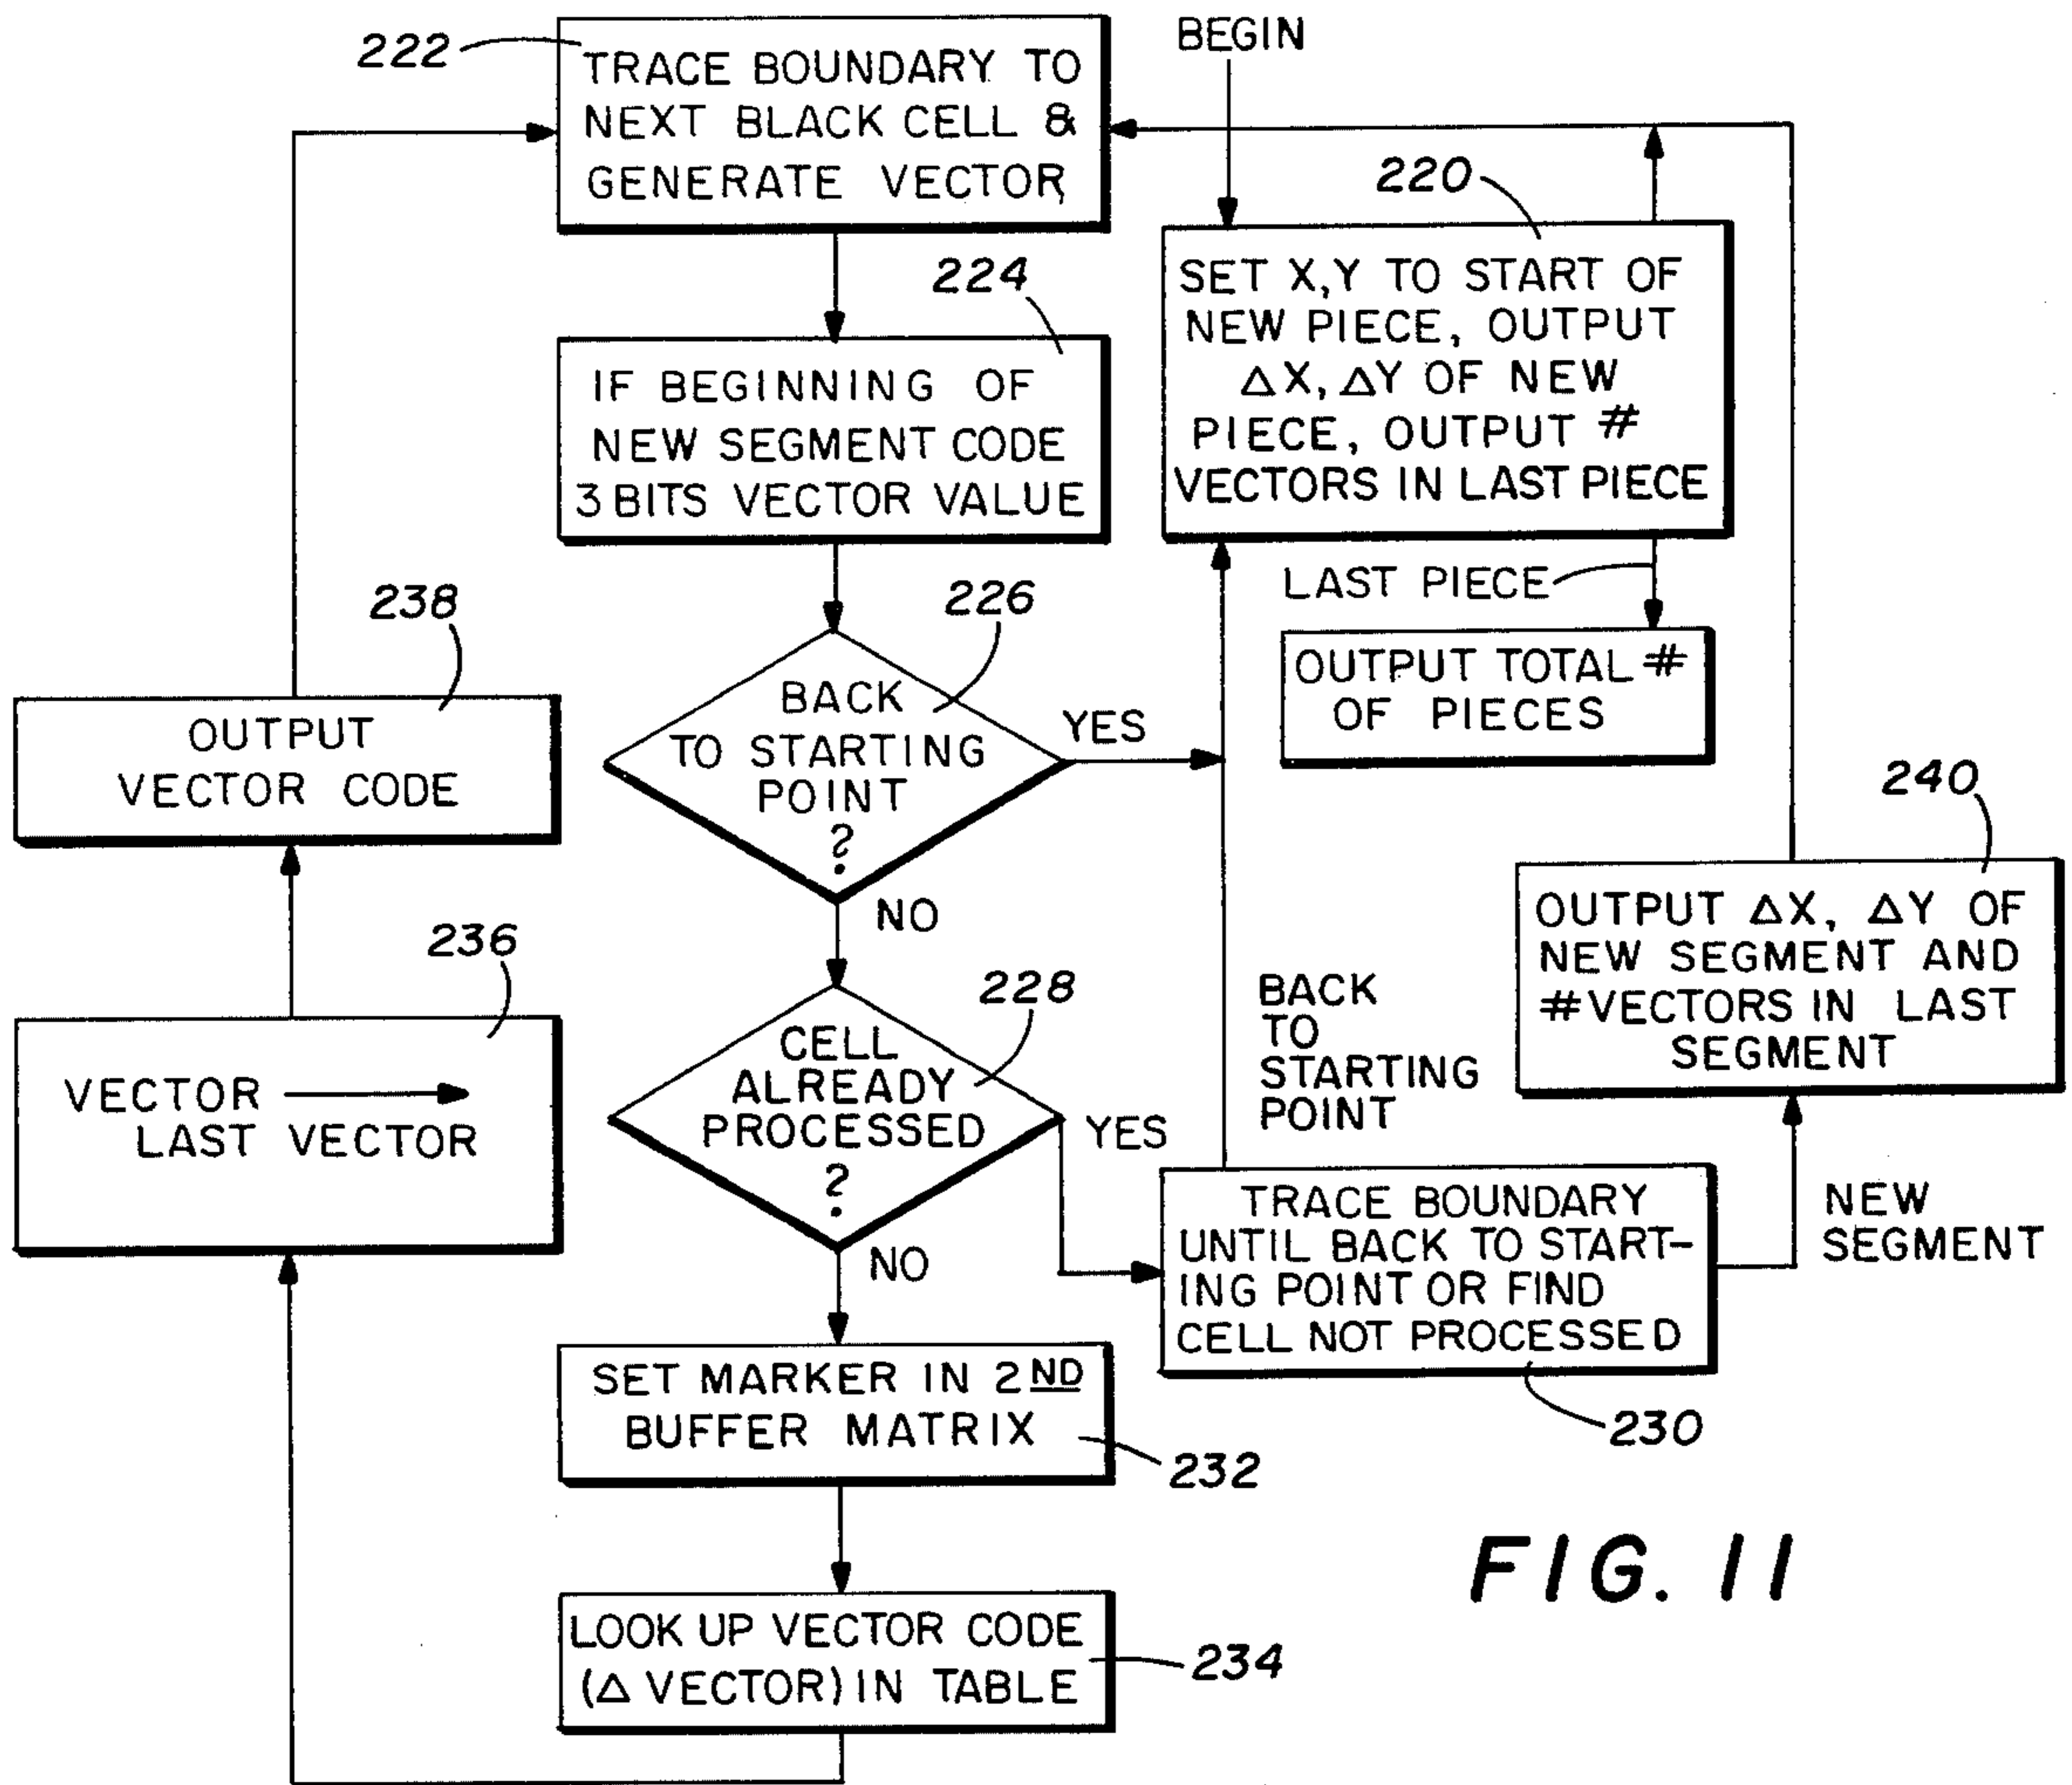 222
TRACE BOUNDARY TO
NEXT BLACK CELL &
GENERATE VECTOR
BEGIN
220
SET X,Y TO START OF
NEW PIECE, OUTPUT
△X, △Y OF NEW
PIECE, OUTPUT #
VECTORS IN LAST PIECE
224
IF BEGINNING OF
NEW SEGMENT CODE
3 BITS VECTOR VALUE
LAST PIECE
OUTPUT TOTAL #
OF PIECES
226
BACK
TO STARTING
POINT
?
YES
NO
238
OUTPUT
VECTOR CODE
240
OUTPUT △X, △Y OF
NEW SEGMENT AND
# VECTORS IN LAST
SEGMENT
236
VECTOR →
LAST VECTOR
228
CELL
ALREADY
PROCESSED
?
YES
NO
BACK
TO
STARTING
POINT
TRACE BOUNDARY
UNTIL BACK TO START-
ING POINT OR FIND
CELL NOT PROCESSED
230
NEW
SEGMENT
SET MARKER IN 2ND
BUFFER MATRIX
232
LOOK UP VECTOR CODE
(△ VECTOR) IN TABLE
234
FIG. 11